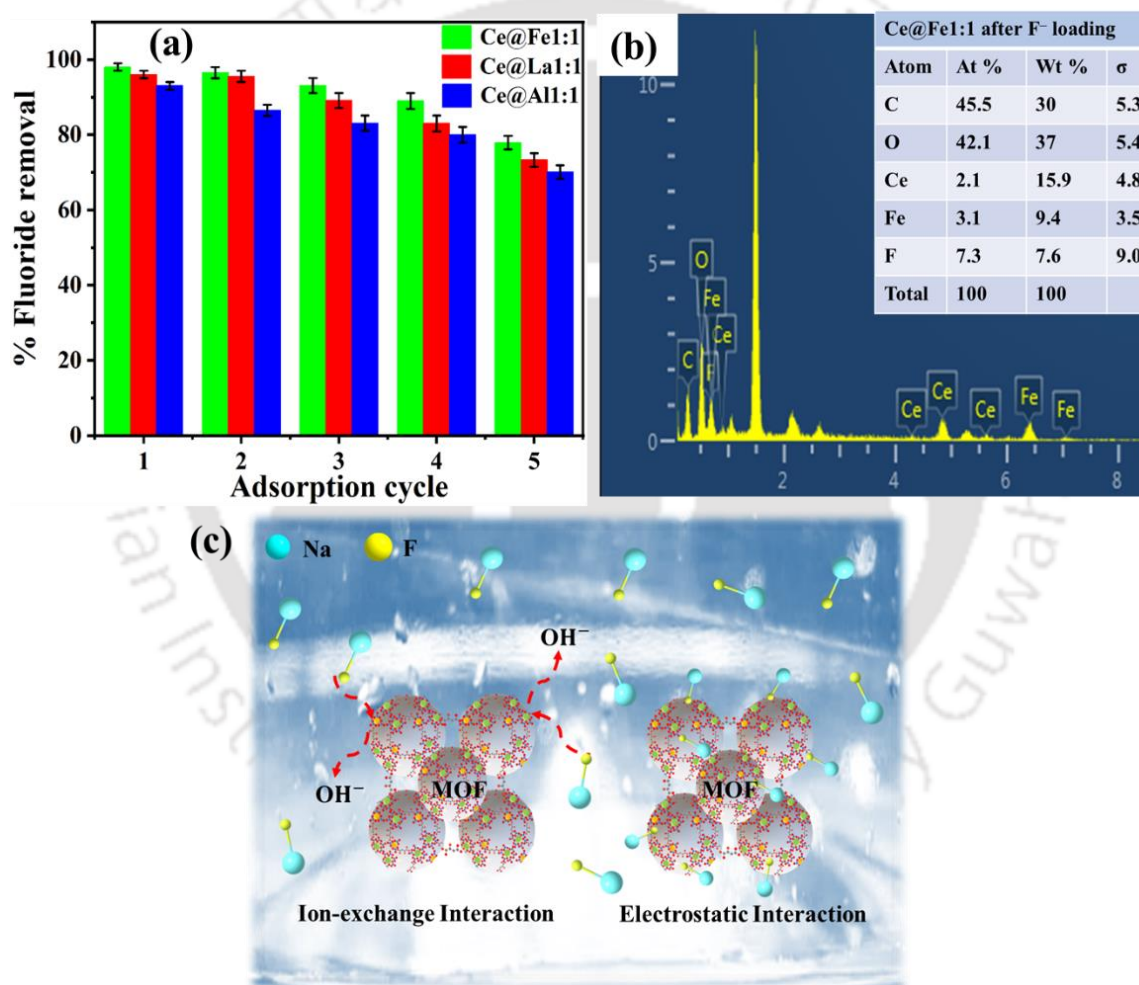 (a)
Ce@Fe1:1
Ce@La1:1
Ce@Al1:1
% Fluoride removal
100
80
60
40
20
0
1 2 3 4 5
Adsorption cycle
(b)
10
5
0
2 4 6 8
O
Fe
Ce
C
F
Ce
Ce
Ce
Fe
Fe
Ce@Fe1:1 after F⁻ loading
Atom At % Wt % σ
C 45.5 30 5.3
O 42.1 37 5.4
Ce 2.1 15.9 4.8
Fe 3.1 9.4 3.5
F 7.3 7.6 9.0
Total 100 100
(c)
Na F
OH⁻
OH⁻
MOF
MOF
Ion-exchange Interaction
Electrostatic Interaction